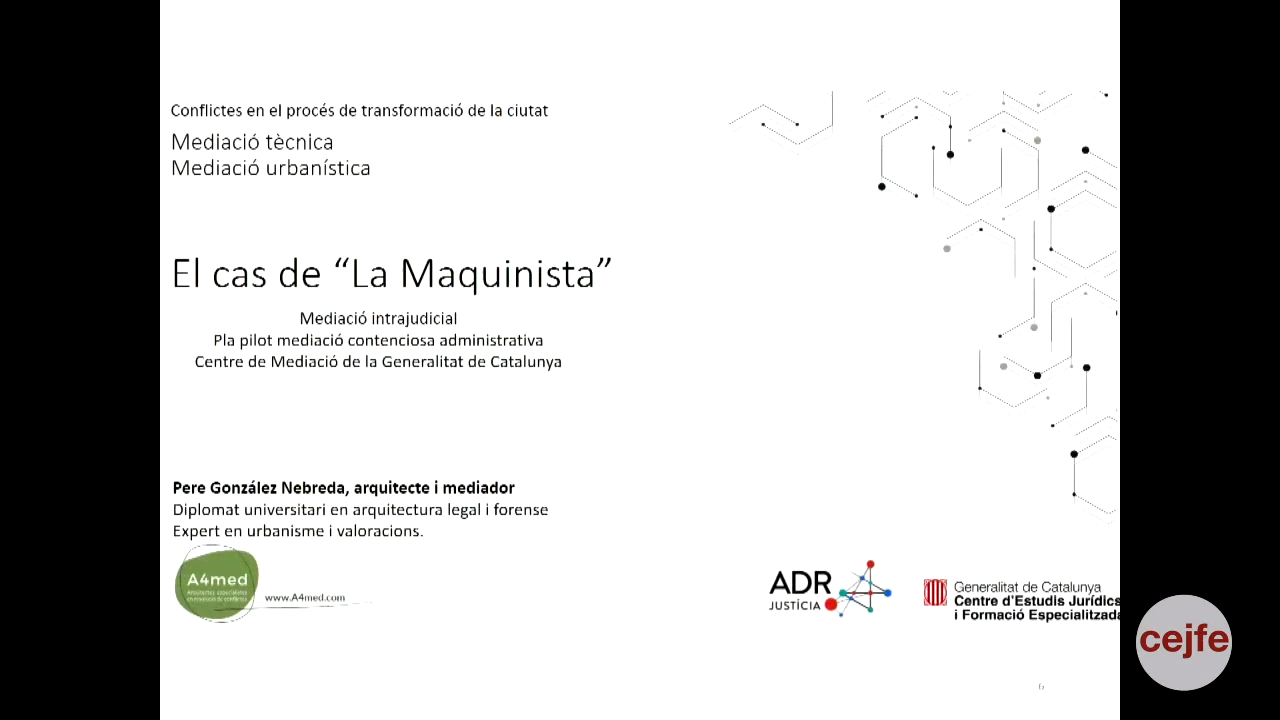 Conflictes en el procés de transformació de la ciutat
Mediació tècnica
Mediació urbanística
El cas de “La Maquinista”
Mediació intrajudicial
Pla pilot mediació contenciosa administrativa
Centre de Mediació de la Generalitat de Catalunya
Pere González Nebreda, arquitecte i mediador
Diplomat universitari en arquitectura legal i forense
Expert en urbanisme i valoracions.
A4med
www.A4med.com
ADR
JUSTÍCIA
Generalitat de Catalunya
Centre d'Estudis Jurídics
i Formació Especialitzada
cejfe